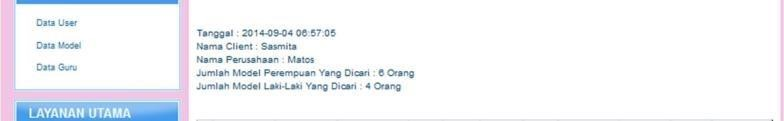 Data User
Data Model
Data Guru
LAYANAN UTAMA
Tanggal : 2014-09-04 06:57:05
Nama Client : Sasmita
Nama Perusahaan : Matos
Jumlah Model Perempuan Yang Dicari : 6 Orang
Jumlah Model Laki-Laki Yang Dicari : 4 Orang